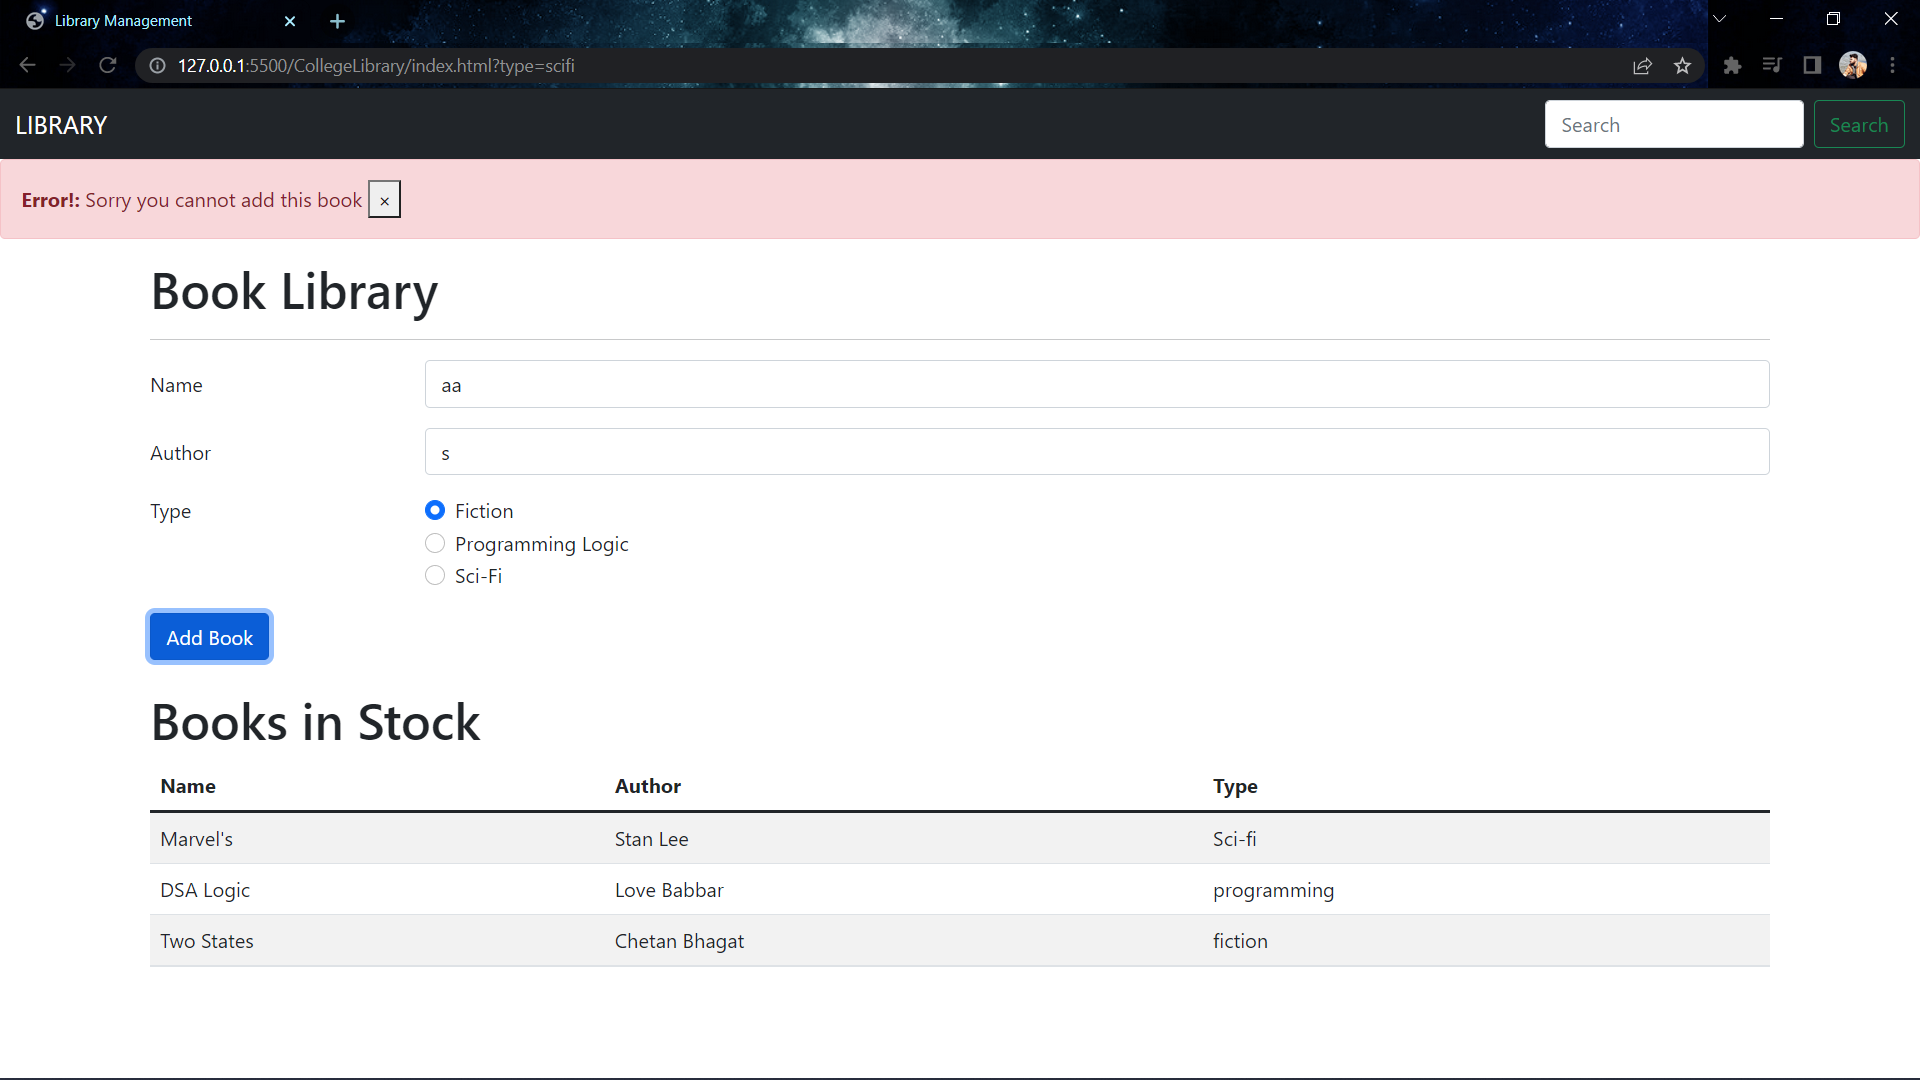 Library Management
127.0.0.1:5500/CollegeLibrary/index.html?type=scifi
LIBRARY
Search
Search
Error!: Sorry you cannot add this book ×
Book Library
Name
aa
Author
s
Type
Fiction
Programming Logic
Sci-Fi
Add Book
Books in Stock
Name Author Type
Marvel's Stan Lee Sci-fi
DSA Logic Love Babbar programming
Two States Chetan Bhagat fiction